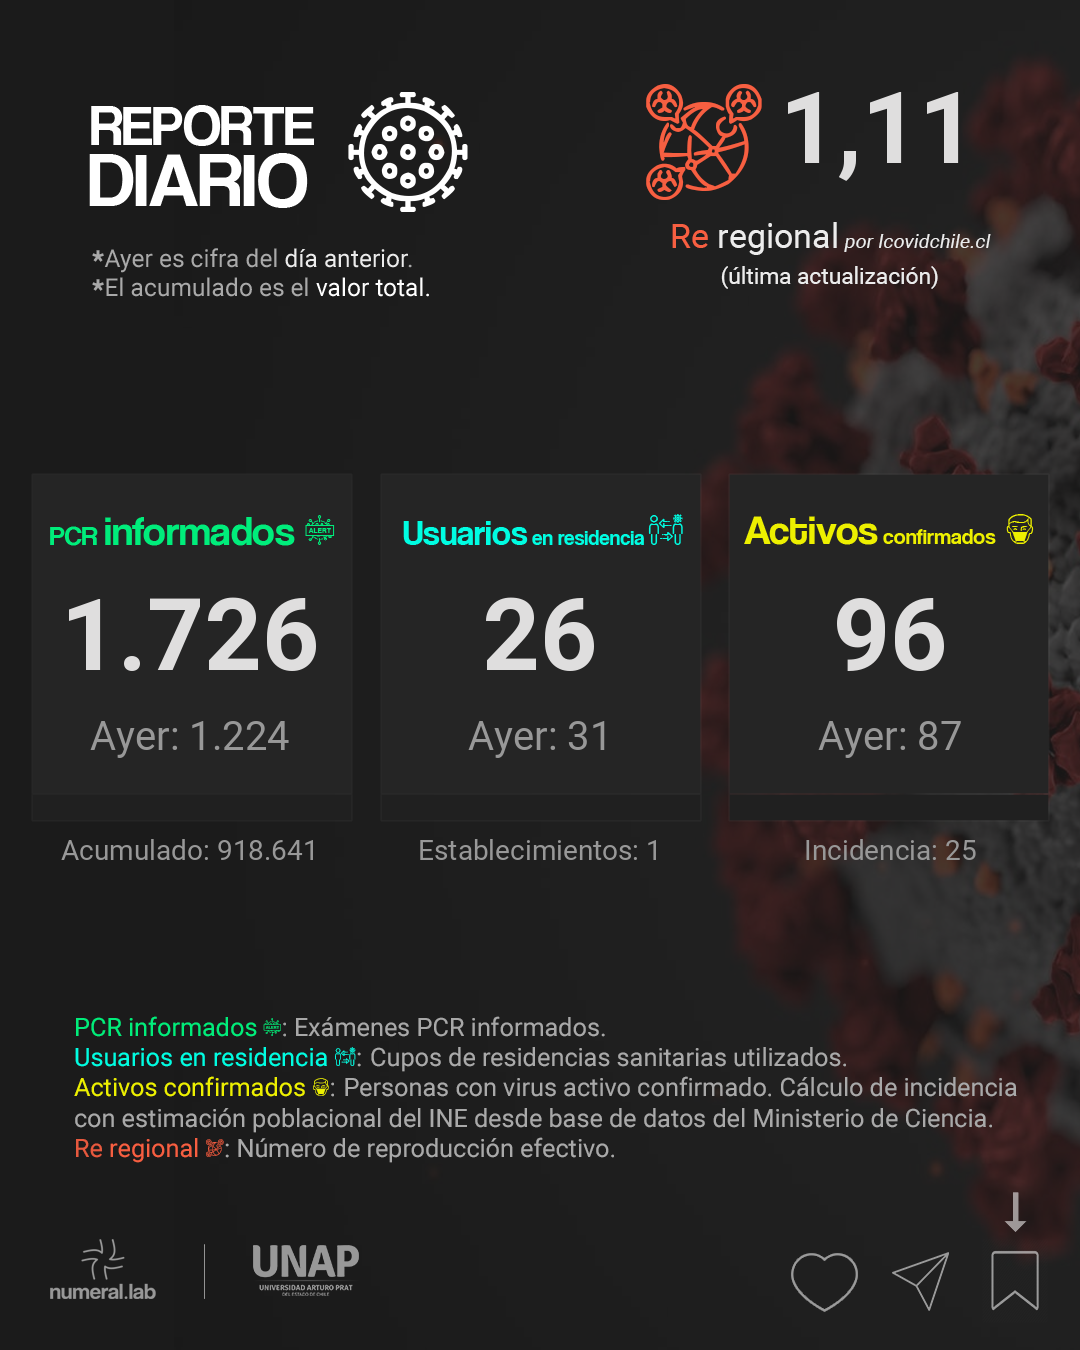 REPORTE
DIARIO
*Ayer es cifra del día anterior.
*El acumulado es el valor total.
1,11
Re regional por Icovidchile.cl
(última actualización)
PCR informados ALERT
1.726
Ayer: 1.224
Acumulado: 918.641
Usuarios en residencia
26
Ayer: 31
Establecimientos: 1
Activos confirmados
96
Ayer: 87
Incidencia: 25
PCR informados ALERT: Exámenes PCR informados.
Usuarios en residencia : Cupos de residencias sanitarias utilizados.
Activos confirmados : Personas con virus activo confirmado. Cálculo de incidencia
con estimación poblacional del INE desde base de datos del Ministerio de Ciencia.
Re regional : Número de reproducción efectivo.
numeral.lab
UNAP
UNIVERSIDAD ARTURO PRAT
DEL ESTADO DE CHILE